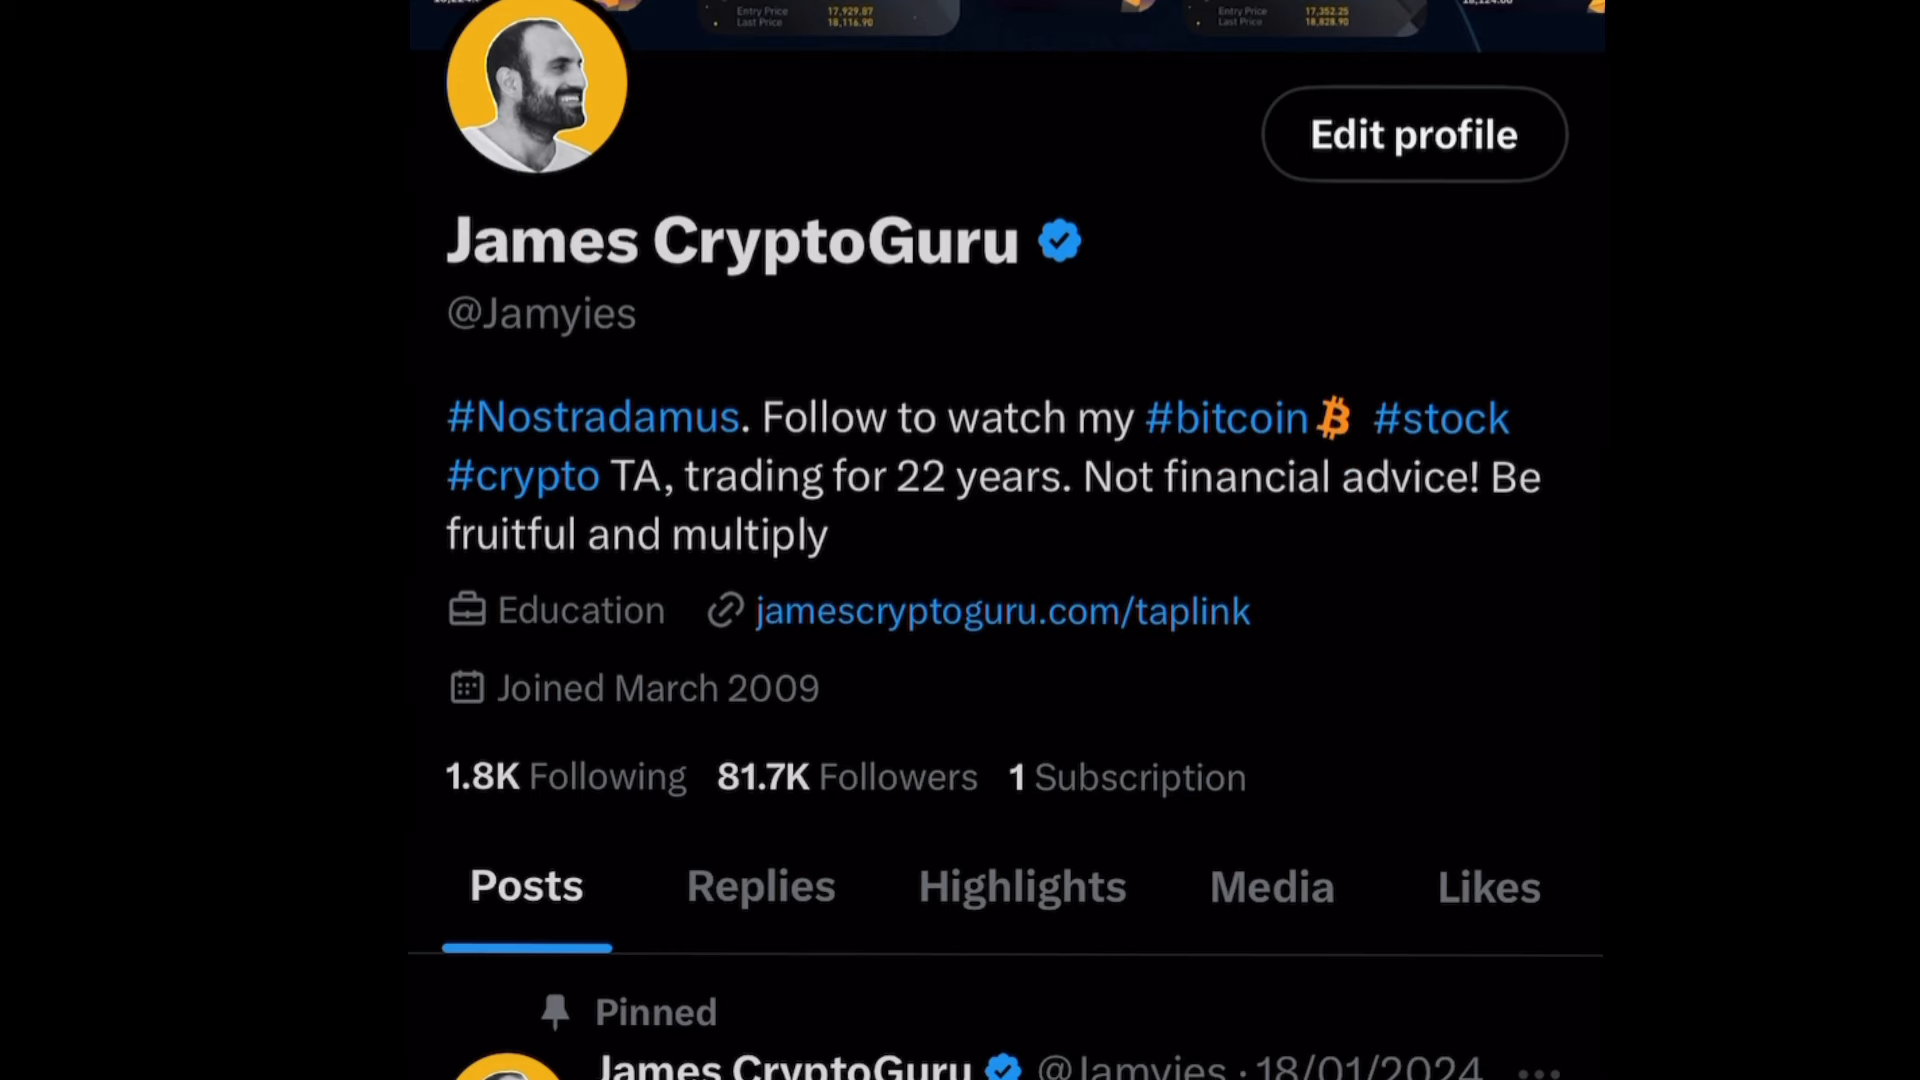 Entry Price 17,929.87
Last Price 18,116.90
Entry Price 17,352.25
Last Price 18,828.90
Edit profile
James CryptoGuru
@Jamyies
#Nostradamus. Follow to watch my #bitcoin #stock
#crypto TA, trading for 22 years. Not financial advice! Be
fruitful and multiply
Education jamescryptoguru.com/taplink
Joined March 2009
1.8K Following 81.7K Followers 1 Subscription
Posts Replies Highlights Media Likes
Pinned
James CryptoGuru @Jamyies · 18/01/2024 ...